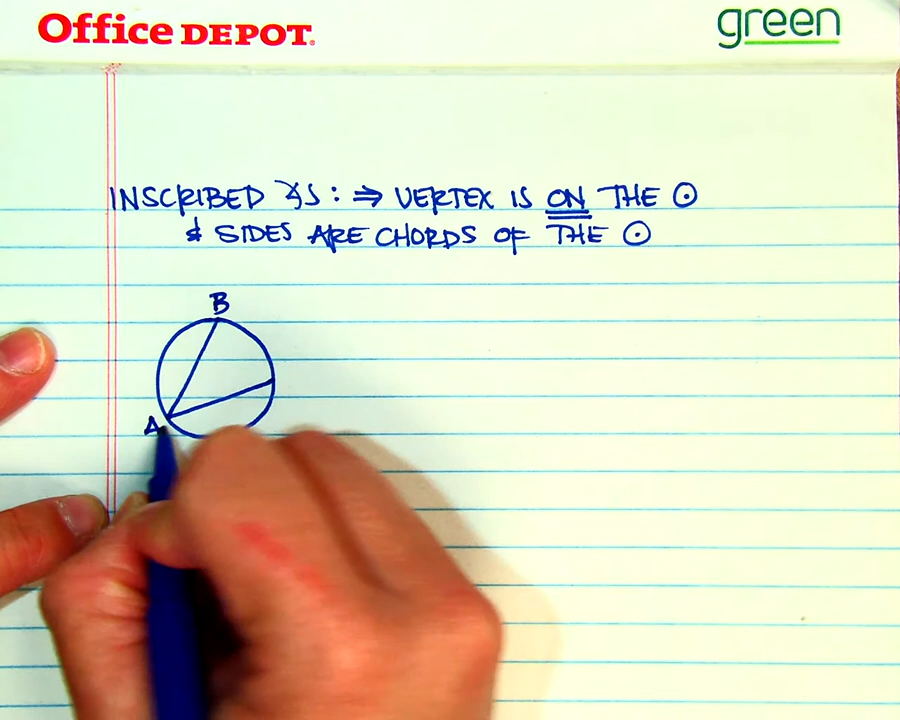 Office DEPOT.
green
INSCRIBED ∡S: ⇒ VERTEX IS ON THE ⊙
& SIDES ARE CHORDS OF THE ⊙
B
A